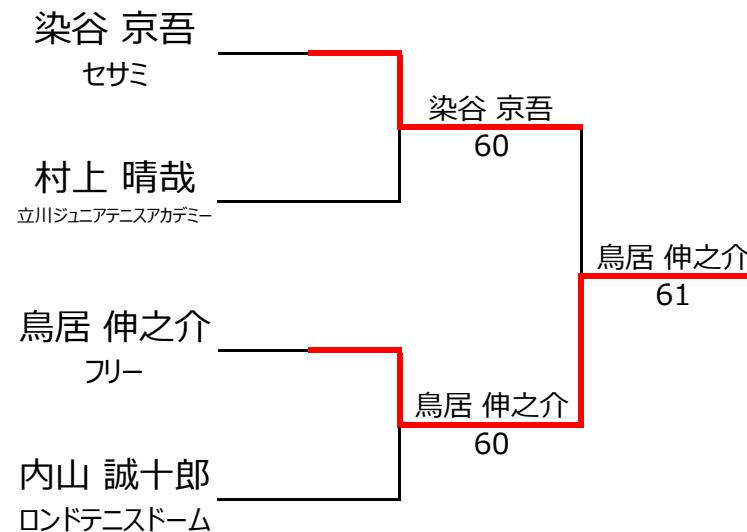 染谷 京吾
セサミ
染谷 京吾
60
村上 晴哉
立川ジュニアテニスアカデミー
鳥居 伸之介
61
鳥居 伸之介
フリー
鳥居 伸之介
60
内山 誠十郎
ロンドテニスドーム